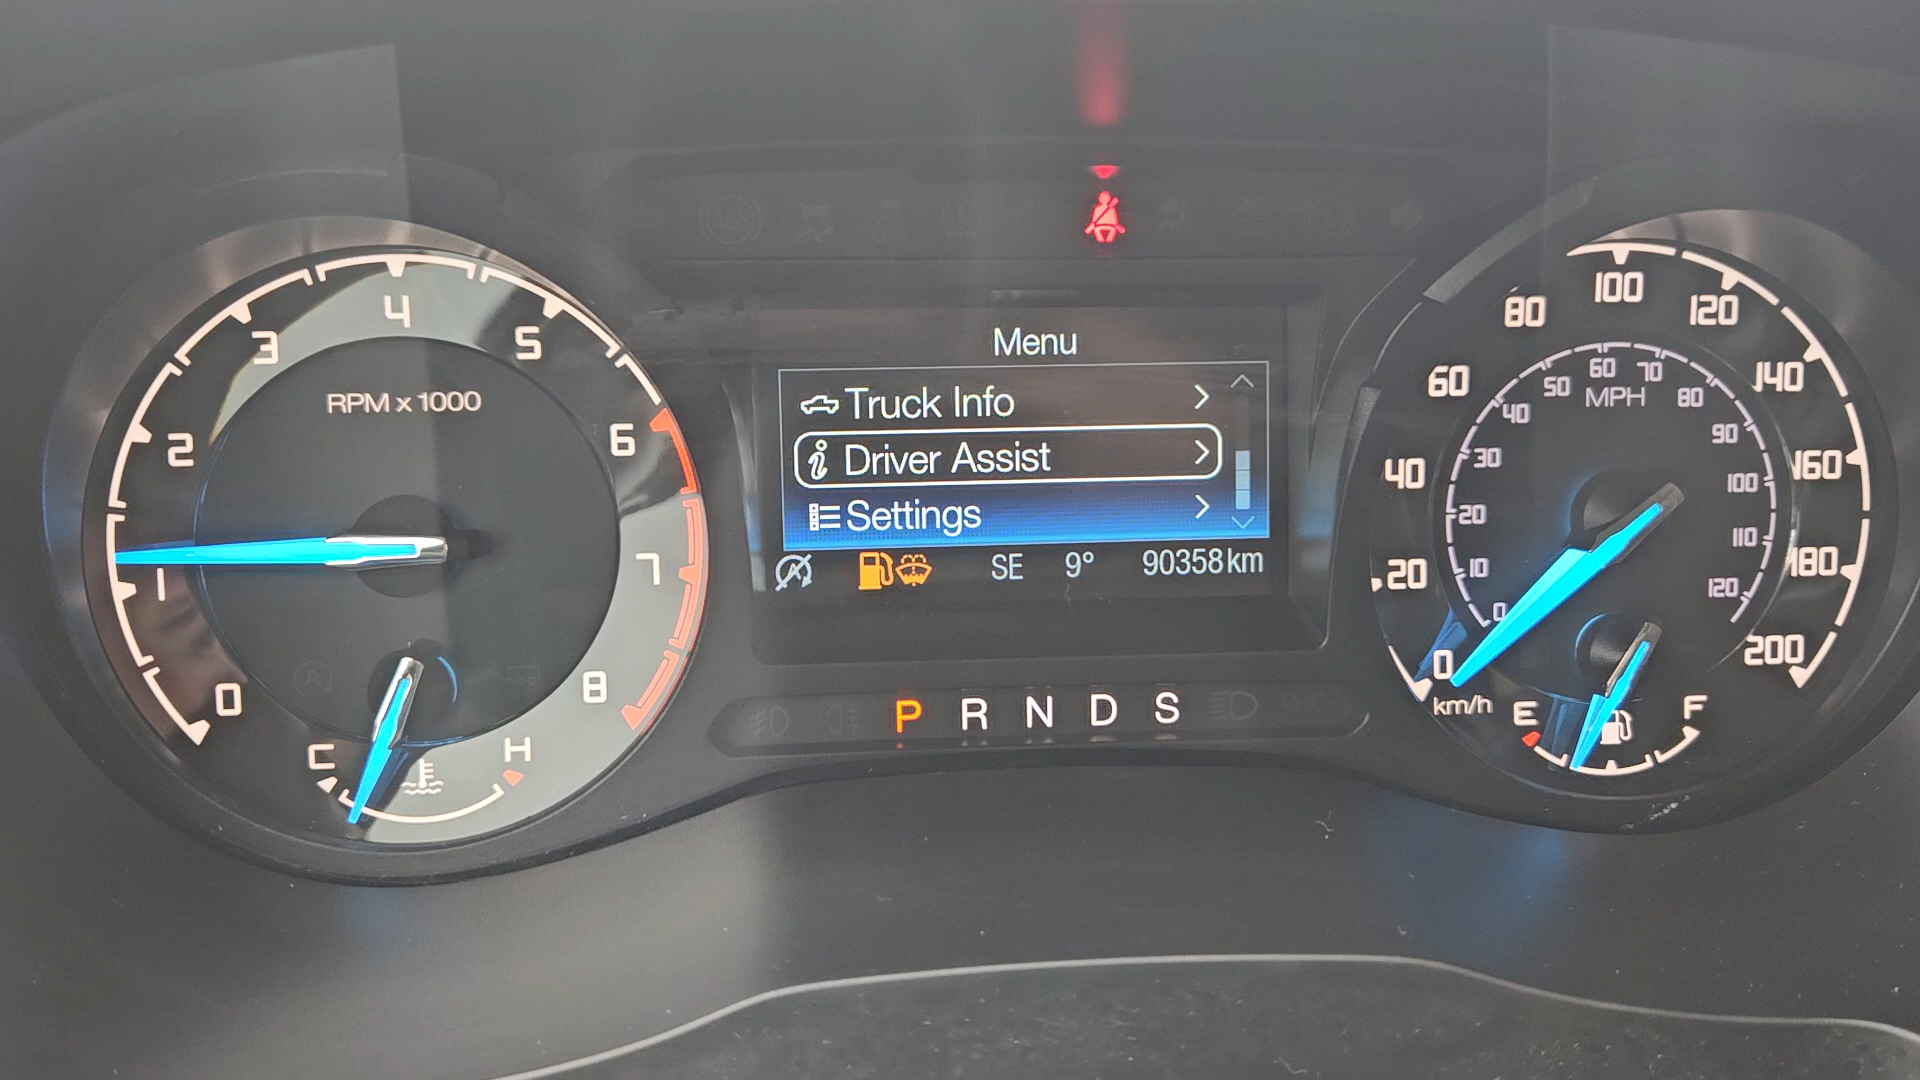 Menu
Truck Info
Driver Assist
Settings
SE 9° 90358km
P R N D S
RPM x 1000
0 1 2 3 4 5 6 7 8
C H
0 20 40 60 80 100 120 140 160 180 200
km/h
MPH
0 10 20 30 40 50 60 70 80 90 100 110 120
E F
ABS